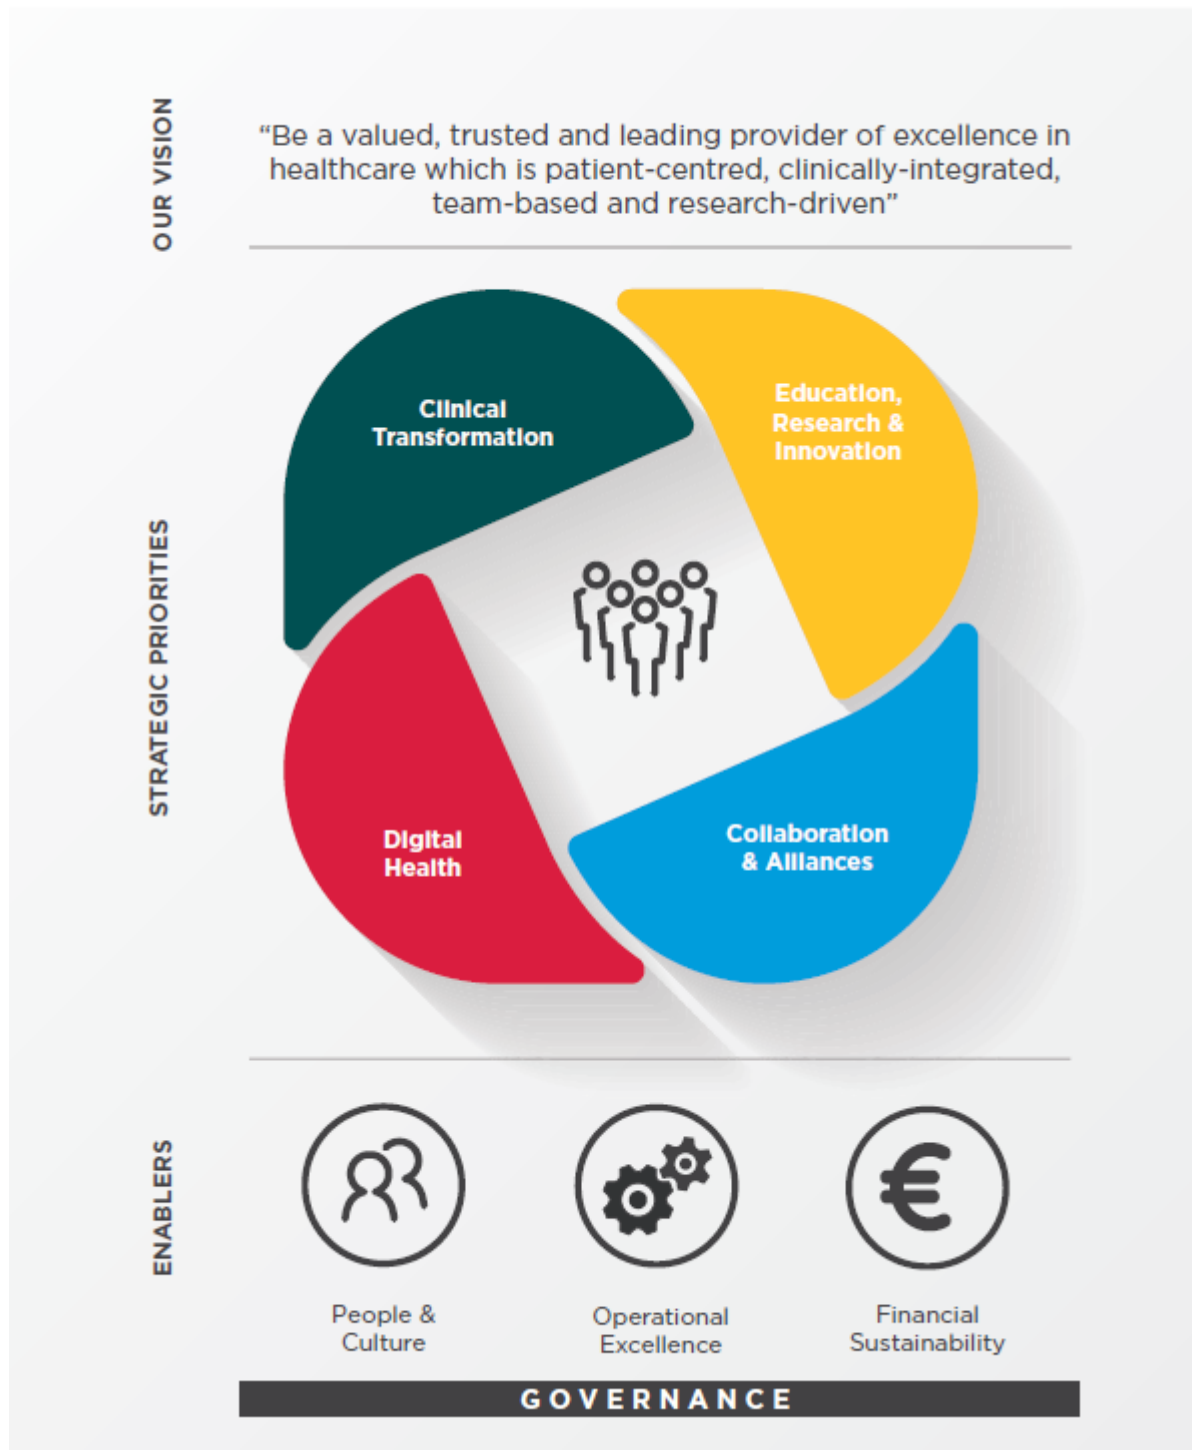 OUR VISION
“Be a valued, trusted and leading provider of excellence in
healthcare which is patient-centred, clinically-integrated,
team-based and research-driven”
STRATEGIC PRIORITIES
Clinical
Transformation
Education,
Research &
Innovation
Digital
Health
Collaboration
& Alliances
ENABLERS
€
People &
Culture
Operational
Excellence
Financial
Sustainability
GOVERNANCE